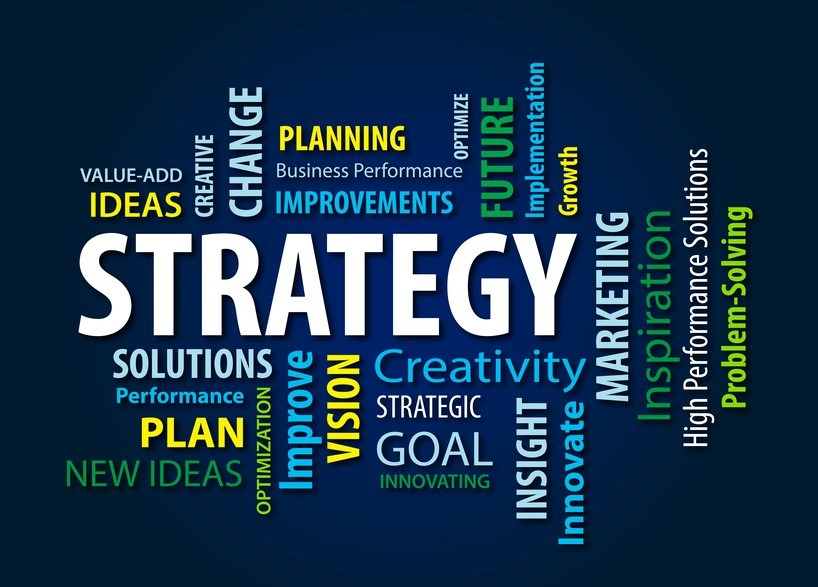 VALUE-ADD
IDEAS
CREATIVE
CHANGE
PLANNING
Business Performance
IMPROVEMENTS
OPTIMIZE
FUTURE
Implementation
Growth
STRATEGY
MARKETING
Inspiration
High Performance Solutions
Problem-Solving
SOLUTIONS
Performance
PLAN
NEW IDEAS
OPTIMIZATION
Improve
VISION
Creativity
STRATEGIC
GOAL
INNOVATING
INSIGHT
Innovate